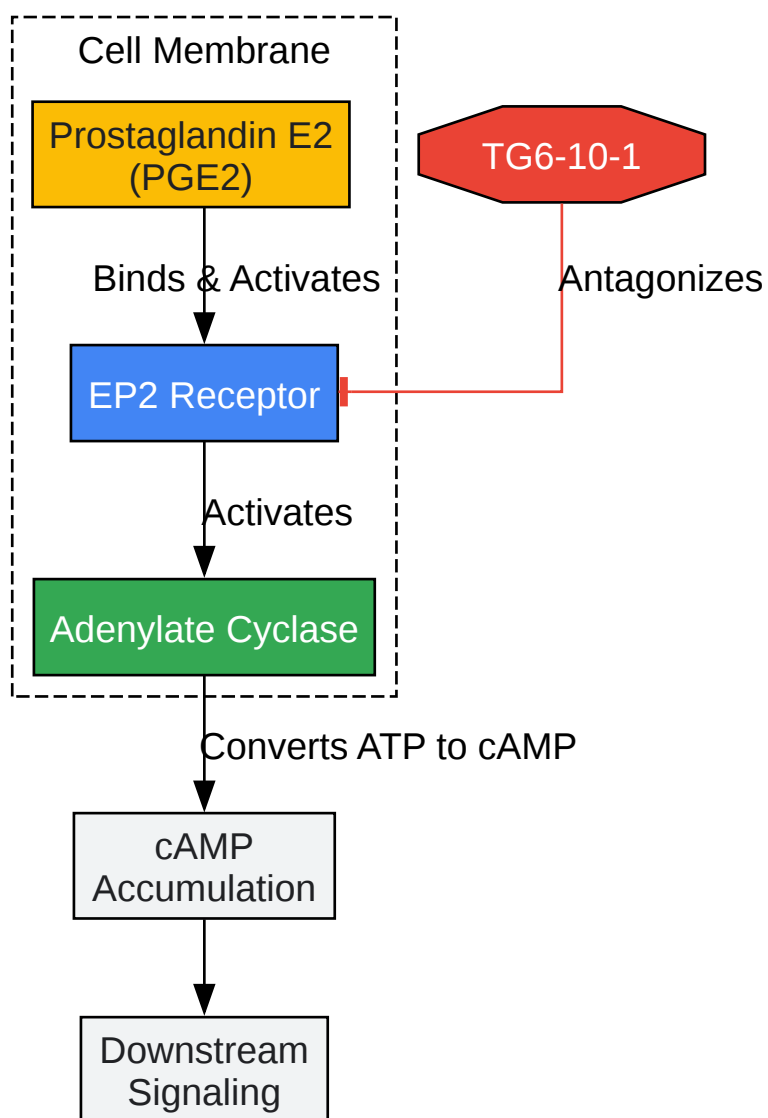 Cell Membrane
Prostaglandin E2
(PGE2)
TG6-10-1
Binds & Activates
Antagonizes
EP2 Receptor
Activates
Adenylate Cyclase
Converts ATP to cAMP
cAMP
Accumulation
Downstream
Signaling